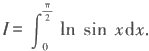 I = ∫₀^{π/2} ln sin xdx.